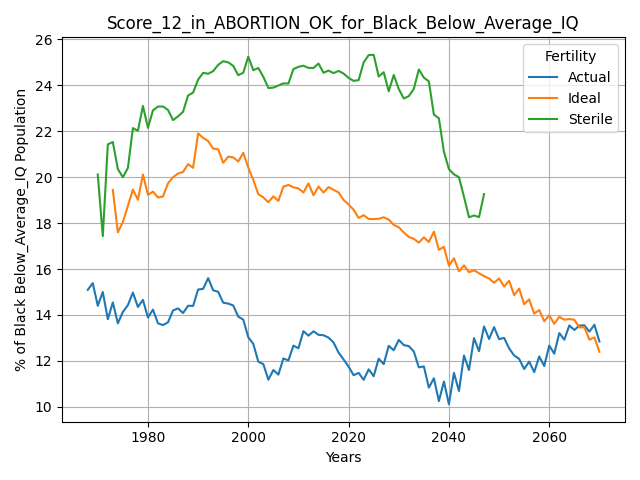 Score_12_in_ABORTION_OK_for_Black_Below_Average_IQ
% of Black Below_Average_IQ Population
26
24
22
20
18
16
14
12
10
Fertility
Actual
Ideal
Sterile
1980
2000
2020
2040
2060
Years